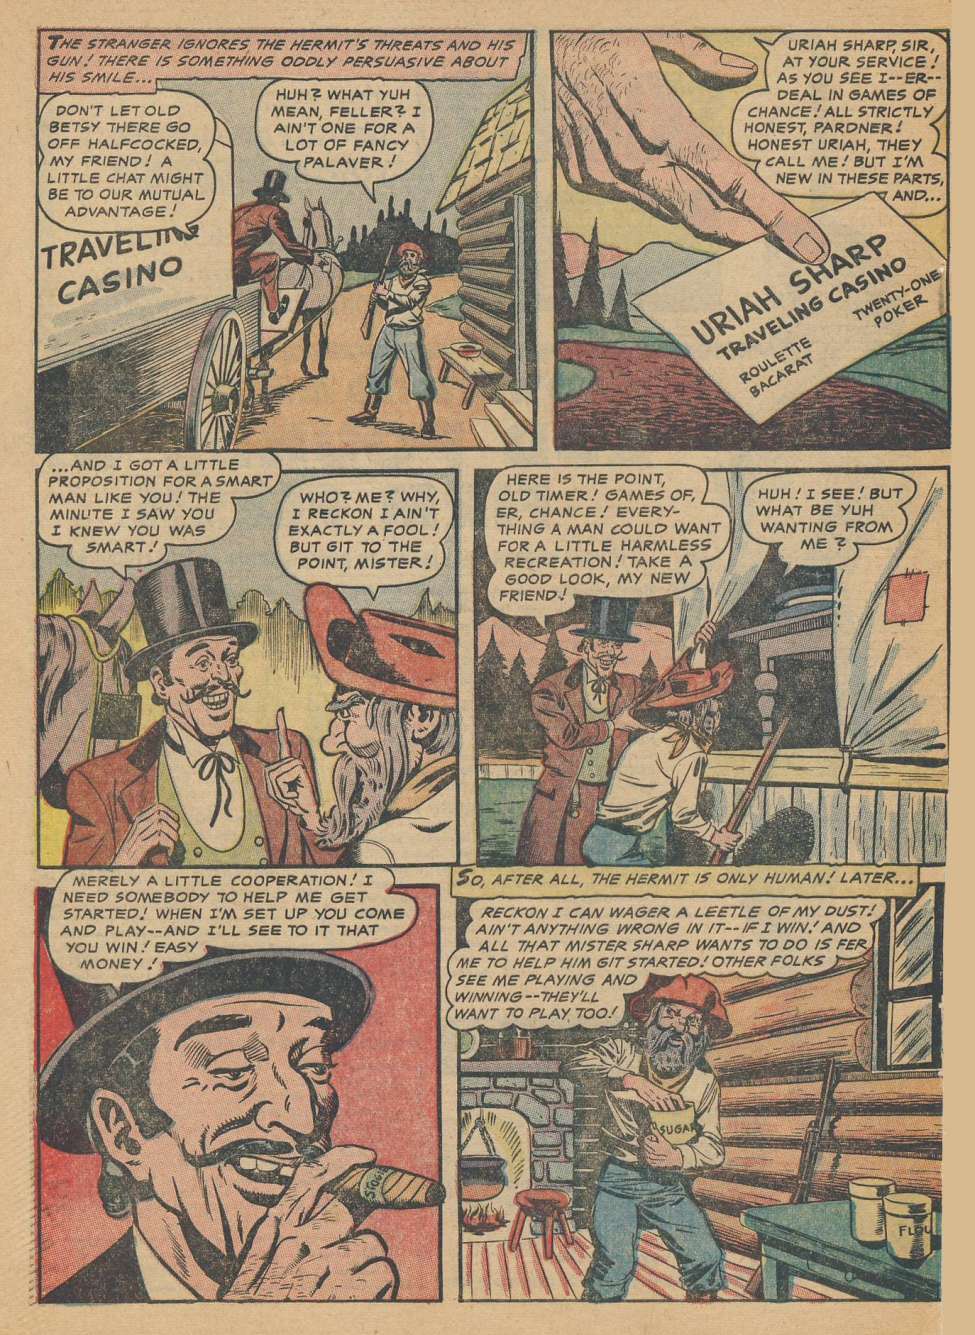 THE STRANGER IGNORES THE HERMIT'S THREATS AND HIS
GUN! THERE IS SOMETHING ODDLY PERSUASIVE ABOUT
HIS SMILE...
DON'T LET OLD
BETSY THERE GO
OFF HALFCOCKED,
MY FRIEND! A
LITTLE CHAT MIGHT
BE TO OUR MUTUAL
ADVANTAGE!
HUH? WHAT YUH
MEAN, FELLER? I
AIN'T ONE FOR A
LOT OF FANCY
PALAVER!
TRAVELING
CASINO
URIAH SHARP, SIR,
AT YOUR SERVICE!
AS YOU SEE I--ER--
DEAL IN GAMES OF
CHANCE! ALL STRICTLY
HONEST, PARDNER!
HONEST URIAH, THEY
CALL ME! BUT I'M
NEW IN THESE PARTS,
AND...
URIAH SHARP
TRAVELING CASINO
TWENTY-ONE
POKER
ROULETTE
BACARAT
...AND I GOT A LITTLE
PROPOSITION FOR A SMART
MAN LIKE YOU! THE
MINUTE I SAW YOU
I KNEW YOU WAS
SMART!
WHO? ME? WHY,
I RECKON I AIN'T
EXACTLY A FOOL!
BUT GIT TO THE
POINT, MISTER!
HERE IS THE POINT,
OLD TIMER! GAMES OF,
ER, CHANCE! EVERY-
THING A MAN COULD WANT
FOR A LITTLE HARMLESS
RECREATION! TAKE A
GOOD LOOK, MY NEW
FRIEND!
HUH! I SEE! BUT
WHAT BE YUH
WANTING FROM
ME?
MERELY A LITTLE COOPERATION! I
NEED SOMEBODY TO HELP ME GET
STARTED! WHEN I'M SET UP YOU COME
AND PLAY--AND I'LL SEE TO IT THAT
YOU WIN! EASY
MONEY!
SO, AFTER ALL, THE HERMIT IS ONLY HUMAN! LATER...
RECKON I CAN WAGER A LEETLE OF MY DUST!
AIN'T ANYTHING WRONG IN IT--IF I WIN! AND
ALL THAT MISTER SHARP WANTS TO DO IS FER
ME TO HELP HIM GIT STARTED! OTHER FOLKS
SEE ME PLAYING AND
WINNING--THEY'LL
WANT TO PLAY, TOO!
SUGAR
FLOU